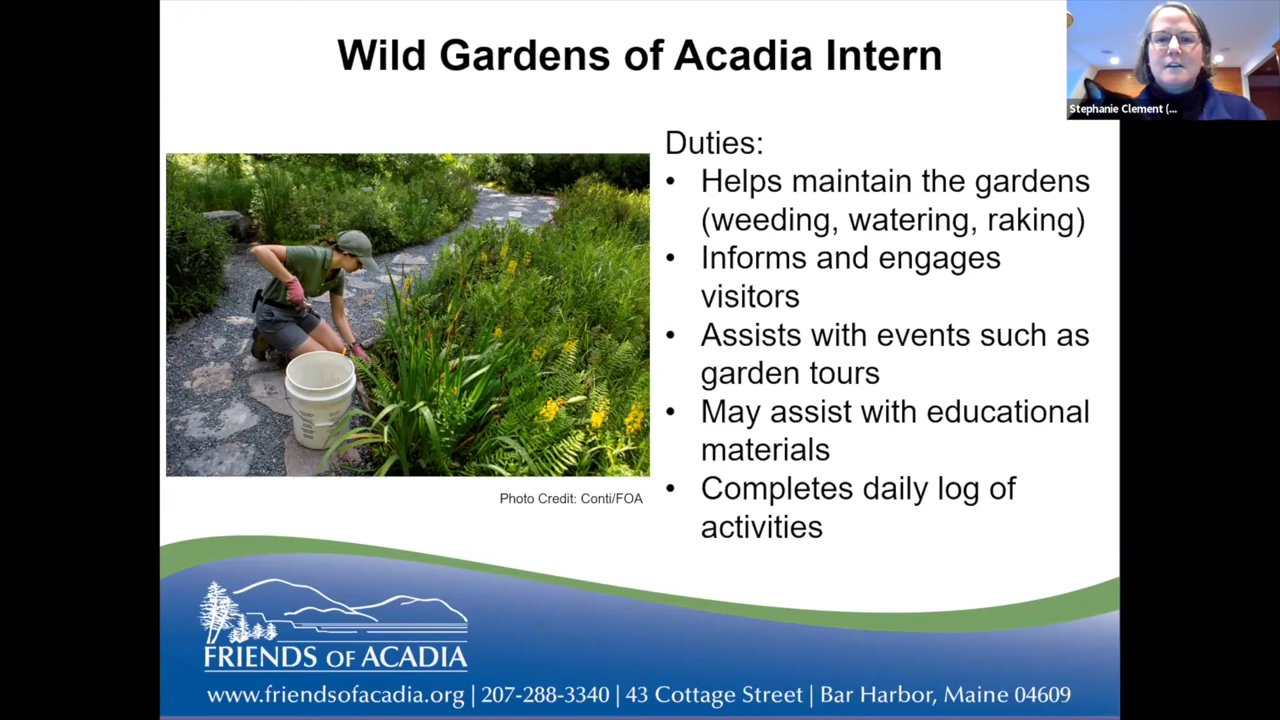 Wild Gardens of Acadia Intern
Stephanie Clement (...
Duties:
• Helps maintain the gardens
(weeding, watering, raking)
• Informs and engages
visitors
• Assists with events such as
garden tours
• May assist with educational
materials
• Completes daily log of
activities
Photo Credit: Conti/FOA
FRIENDS OF ACADIA
www.friendsofacadia.org | 207-288-3340 | 43 Cottage Street | Bar Harbor, Maine 04609